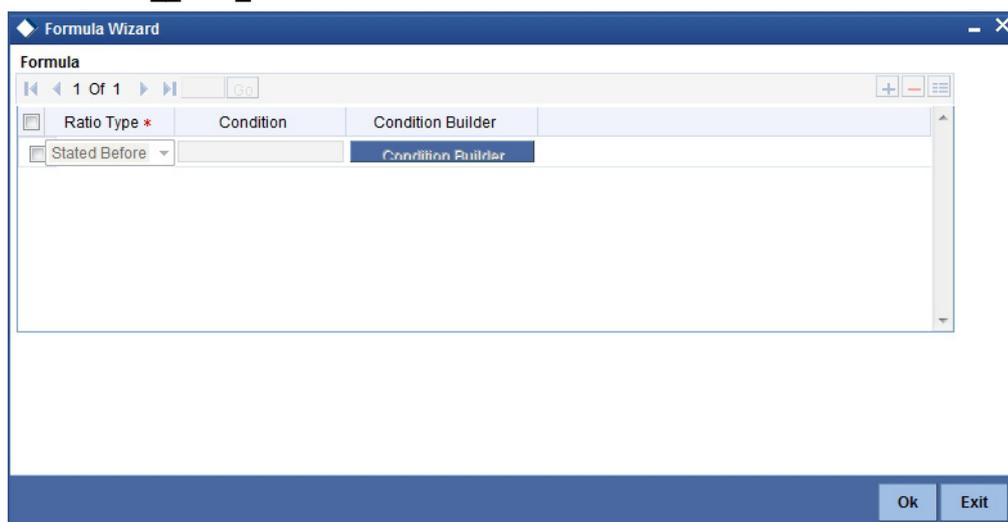 Formula Wizard
Formula
1 Of 1 Go
Ratio Type * Condition Condition Builder
Stated Before Condition Builder
Ok Exit